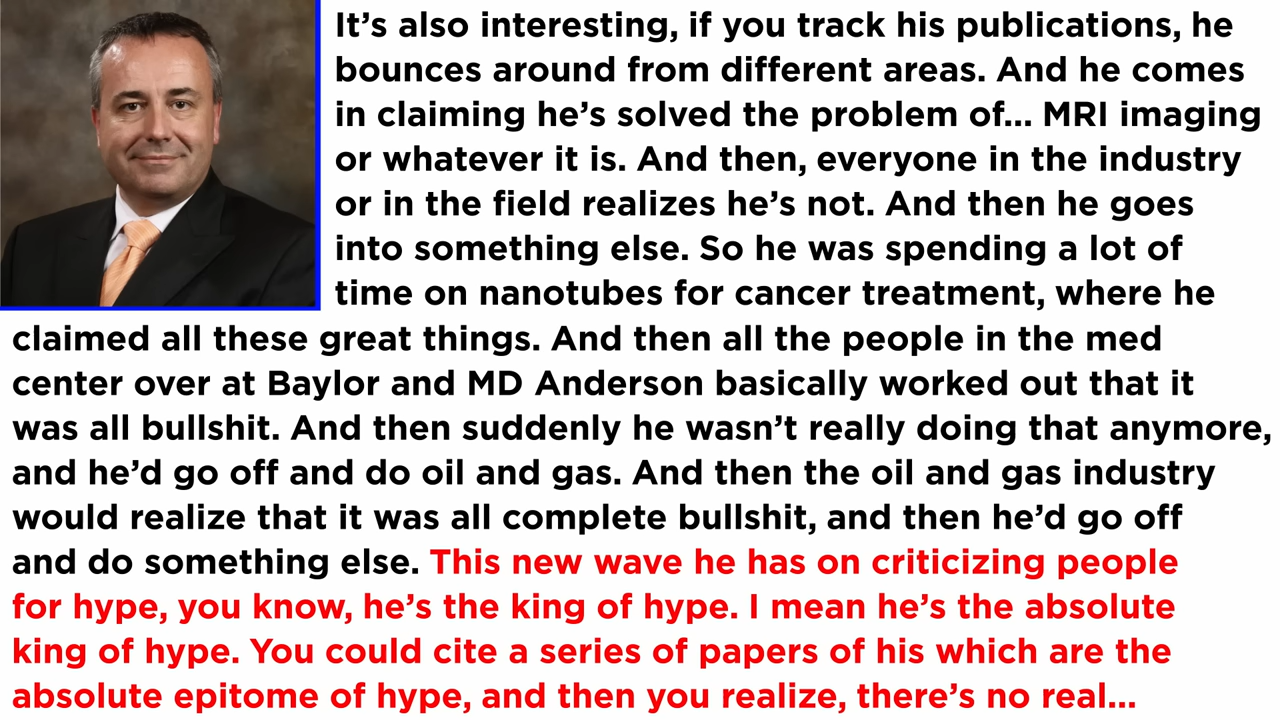 It’s also interesting, if you track his publications, he
bounces around from different areas. And he comes
in claiming he’s solved the problem of... MRI imaging
or whatever it is. And then, everyone in the industry
or in the field realizes he’s not. And then he goes
into something else. So he was spending a lot of
time on nanotubes for cancer treatment, where he
claimed all these great things. And then all the people in the med
center over at Baylor and MD Anderson basically worked out that it
was all bullshit. And then suddenly he wasn’t really doing that anymore,
and he’d go off and do oil and gas. And then the oil and gas industry
would realize that it was all complete bullshit, and then he’d go off
and do something else. This new wave he has on criticizing people
for hype, you know, he’s the king of hype. I mean he’s the absolute
king of hype. You could cite a series of papers of his which are the
absolute epitome of hype, and then you realize, there’s no real...